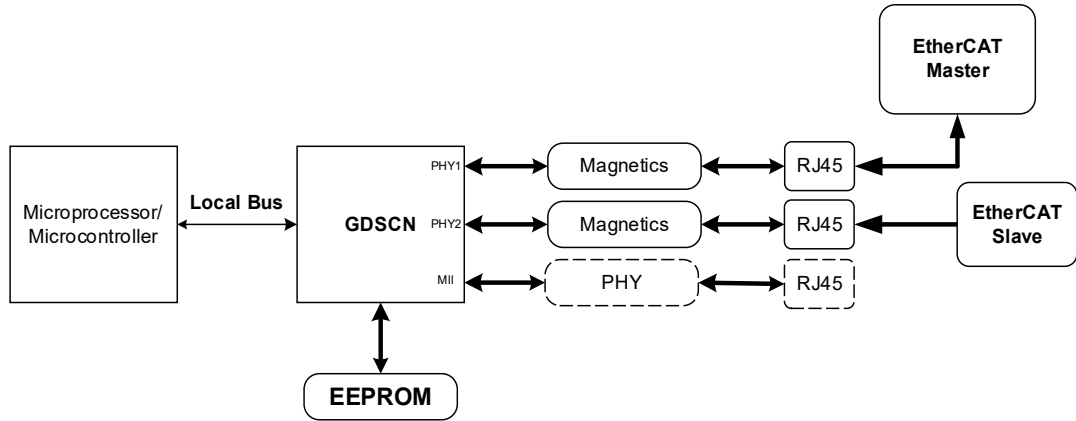 EtherCAT
Master
Microprocessor/
Microcontroller
Local Bus
GDSCN
PHY1
Magnetics
RJ45
PHY2
Magnetics
RJ45
EtherCAT
Slave
MII
PHY
RJ45
EEPROM